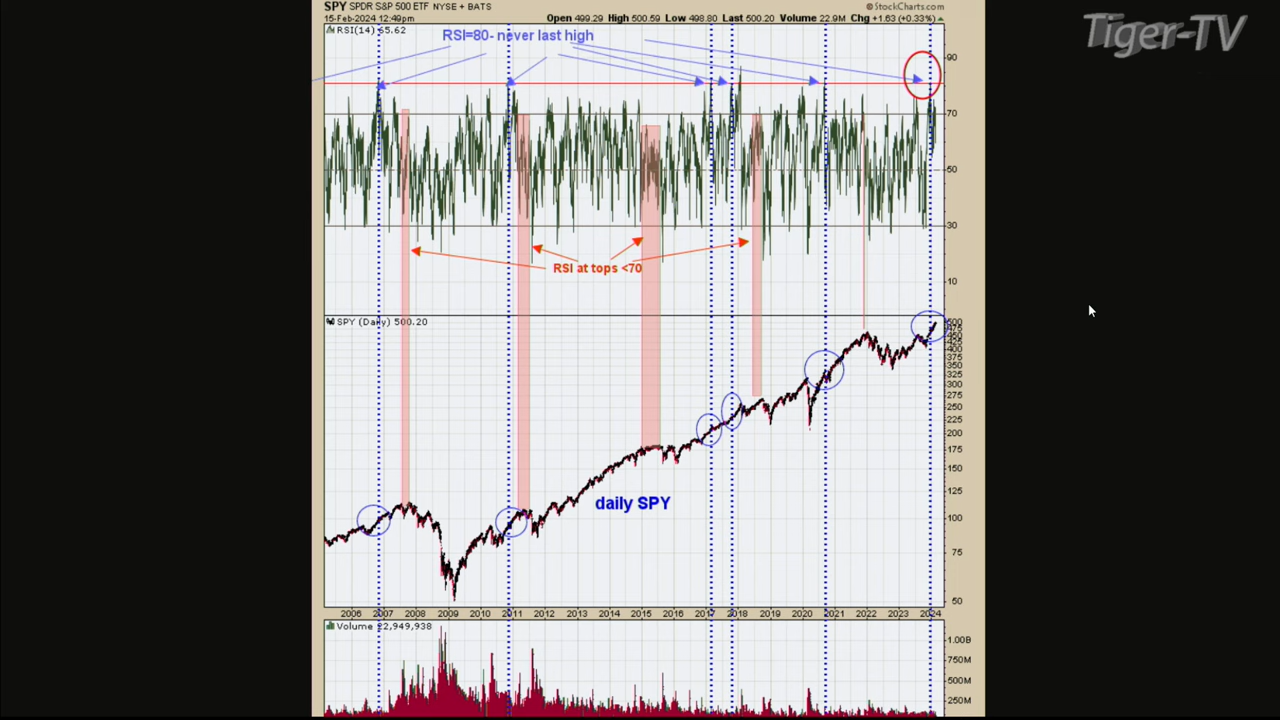 SPY SPDR S&P 500 ETF NYSE + BATS
© StockCharts.com
Tiger-TV
15-Feb-2024 12:49pm
Open 499.29 High 500.59 Low 498.80 Last 500.20 Volume 22.9M Chg +1.63 (+0.33%)
RSI(14) 65.62
RSI=80- never last high
90
70
50
30
RSI at tops <70
10
SPY (Daily) 500.20
500
475
450
425
400
375
350
325
300
275
250
225
200
175
150
125
daily SPY
100
75
50
2006 2007 2008 2009 2010 2011 2012 2013 2014 2015 2016 2017 2018 2019 2020 2021 2022 2023 2024
Volume 22,949,938
1.00B
750M
500M
250M